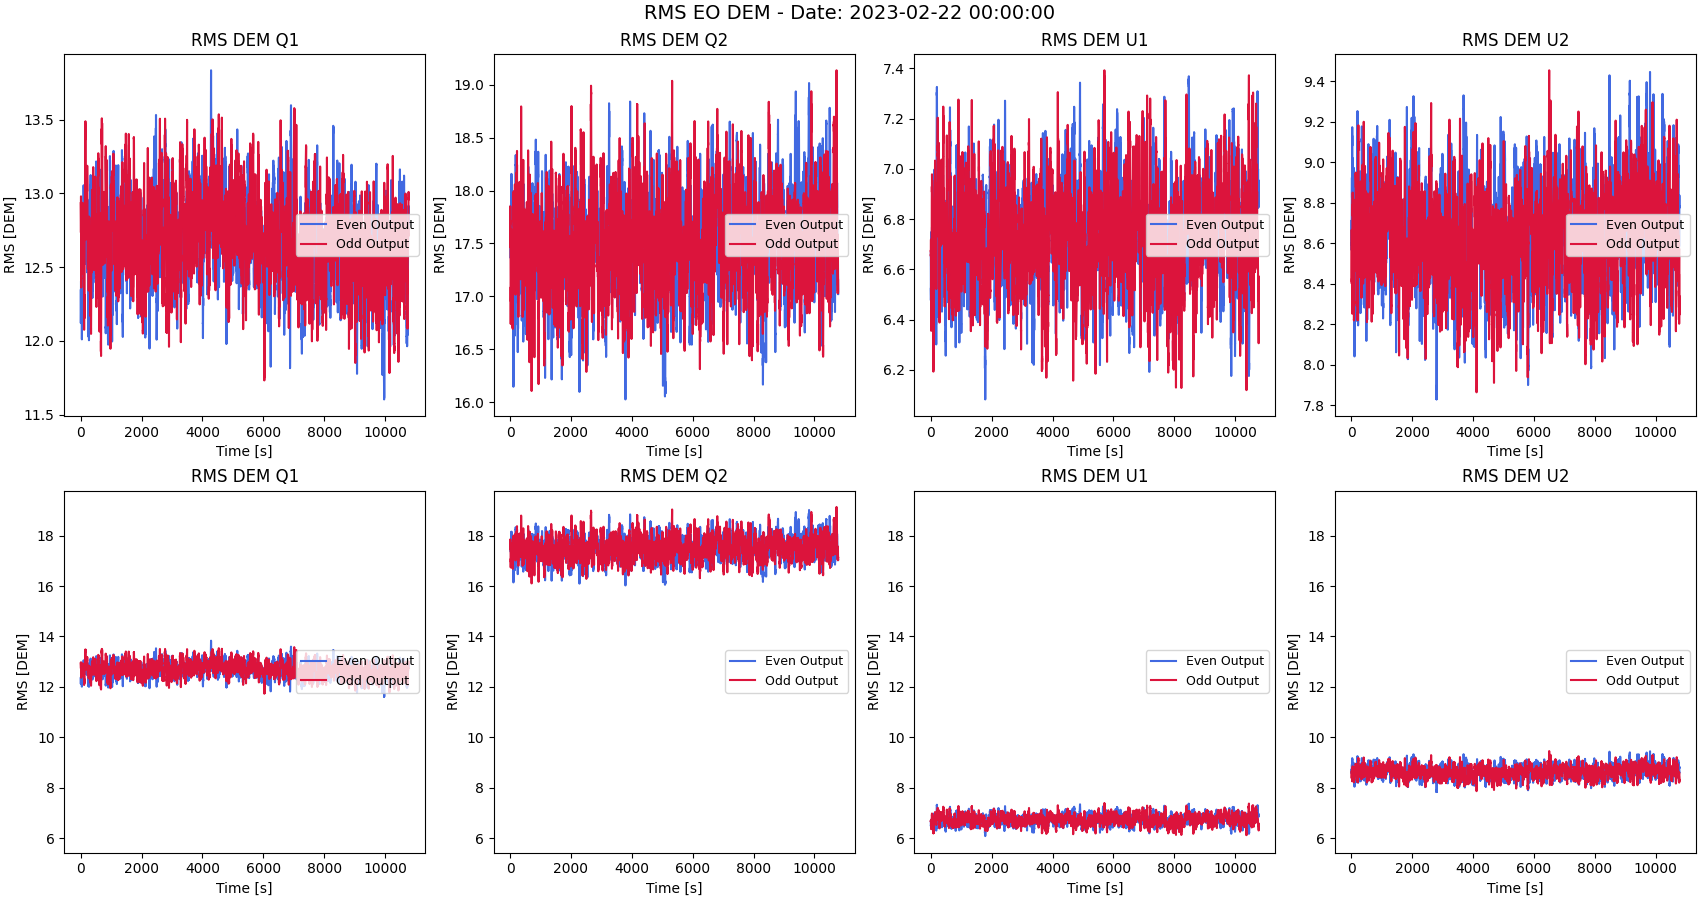 RMS EO DEM - Date: 2023-02-22 00:00:00
RMS DEM Q1
RMS [DEM]
13.5
13.0
12.5
12.0
11.5
0 2000 4000 6000 8000 10000
Time [s]
Even Output
Odd Output
RMS DEM Q2
RMS [DEM]
19.0
18.5
18.0
17.5
17.0
16.5
16.0
0 2000 4000 6000 8000 10000
Time [s]
Even Output
Odd Output
RMS DEM U1
RMS [DEM]
7.4
7.2
7.0
6.8
6.6
6.4
6.2
0 2000 4000 6000 8000 10000
Time [s]
Even Output
Odd Output
RMS DEM U2
RMS [DEM]
9.4
9.2
9.0
8.8
8.6
8.4
8.2
8.0
7.8
0 2000 4000 6000 8000 10000
Time [s]
Even Output
Odd Output
RMS DEM Q1
RMS [DEM]
18
16
14
12
10
8
6
0 2000 4000 6000 8000 10000
Time [s]
Even Output
Odd Output
RMS DEM Q2
RMS [DEM]
18
16
14
12
10
8
6
0 2000 4000 6000 8000 10000
Time [s]
Even Output
Odd Output
RMS DEM U1
RMS [DEM]
18
16
14
12
10
8
6
0 2000 4000 6000 8000 10000
Time [s]
Even Output
Odd Output
RMS DEM U2
RMS [DEM]
18
16
14
12
10
8
6
0 2000 4000 6000 8000 10000
Time [s]
Even Output
Odd Output